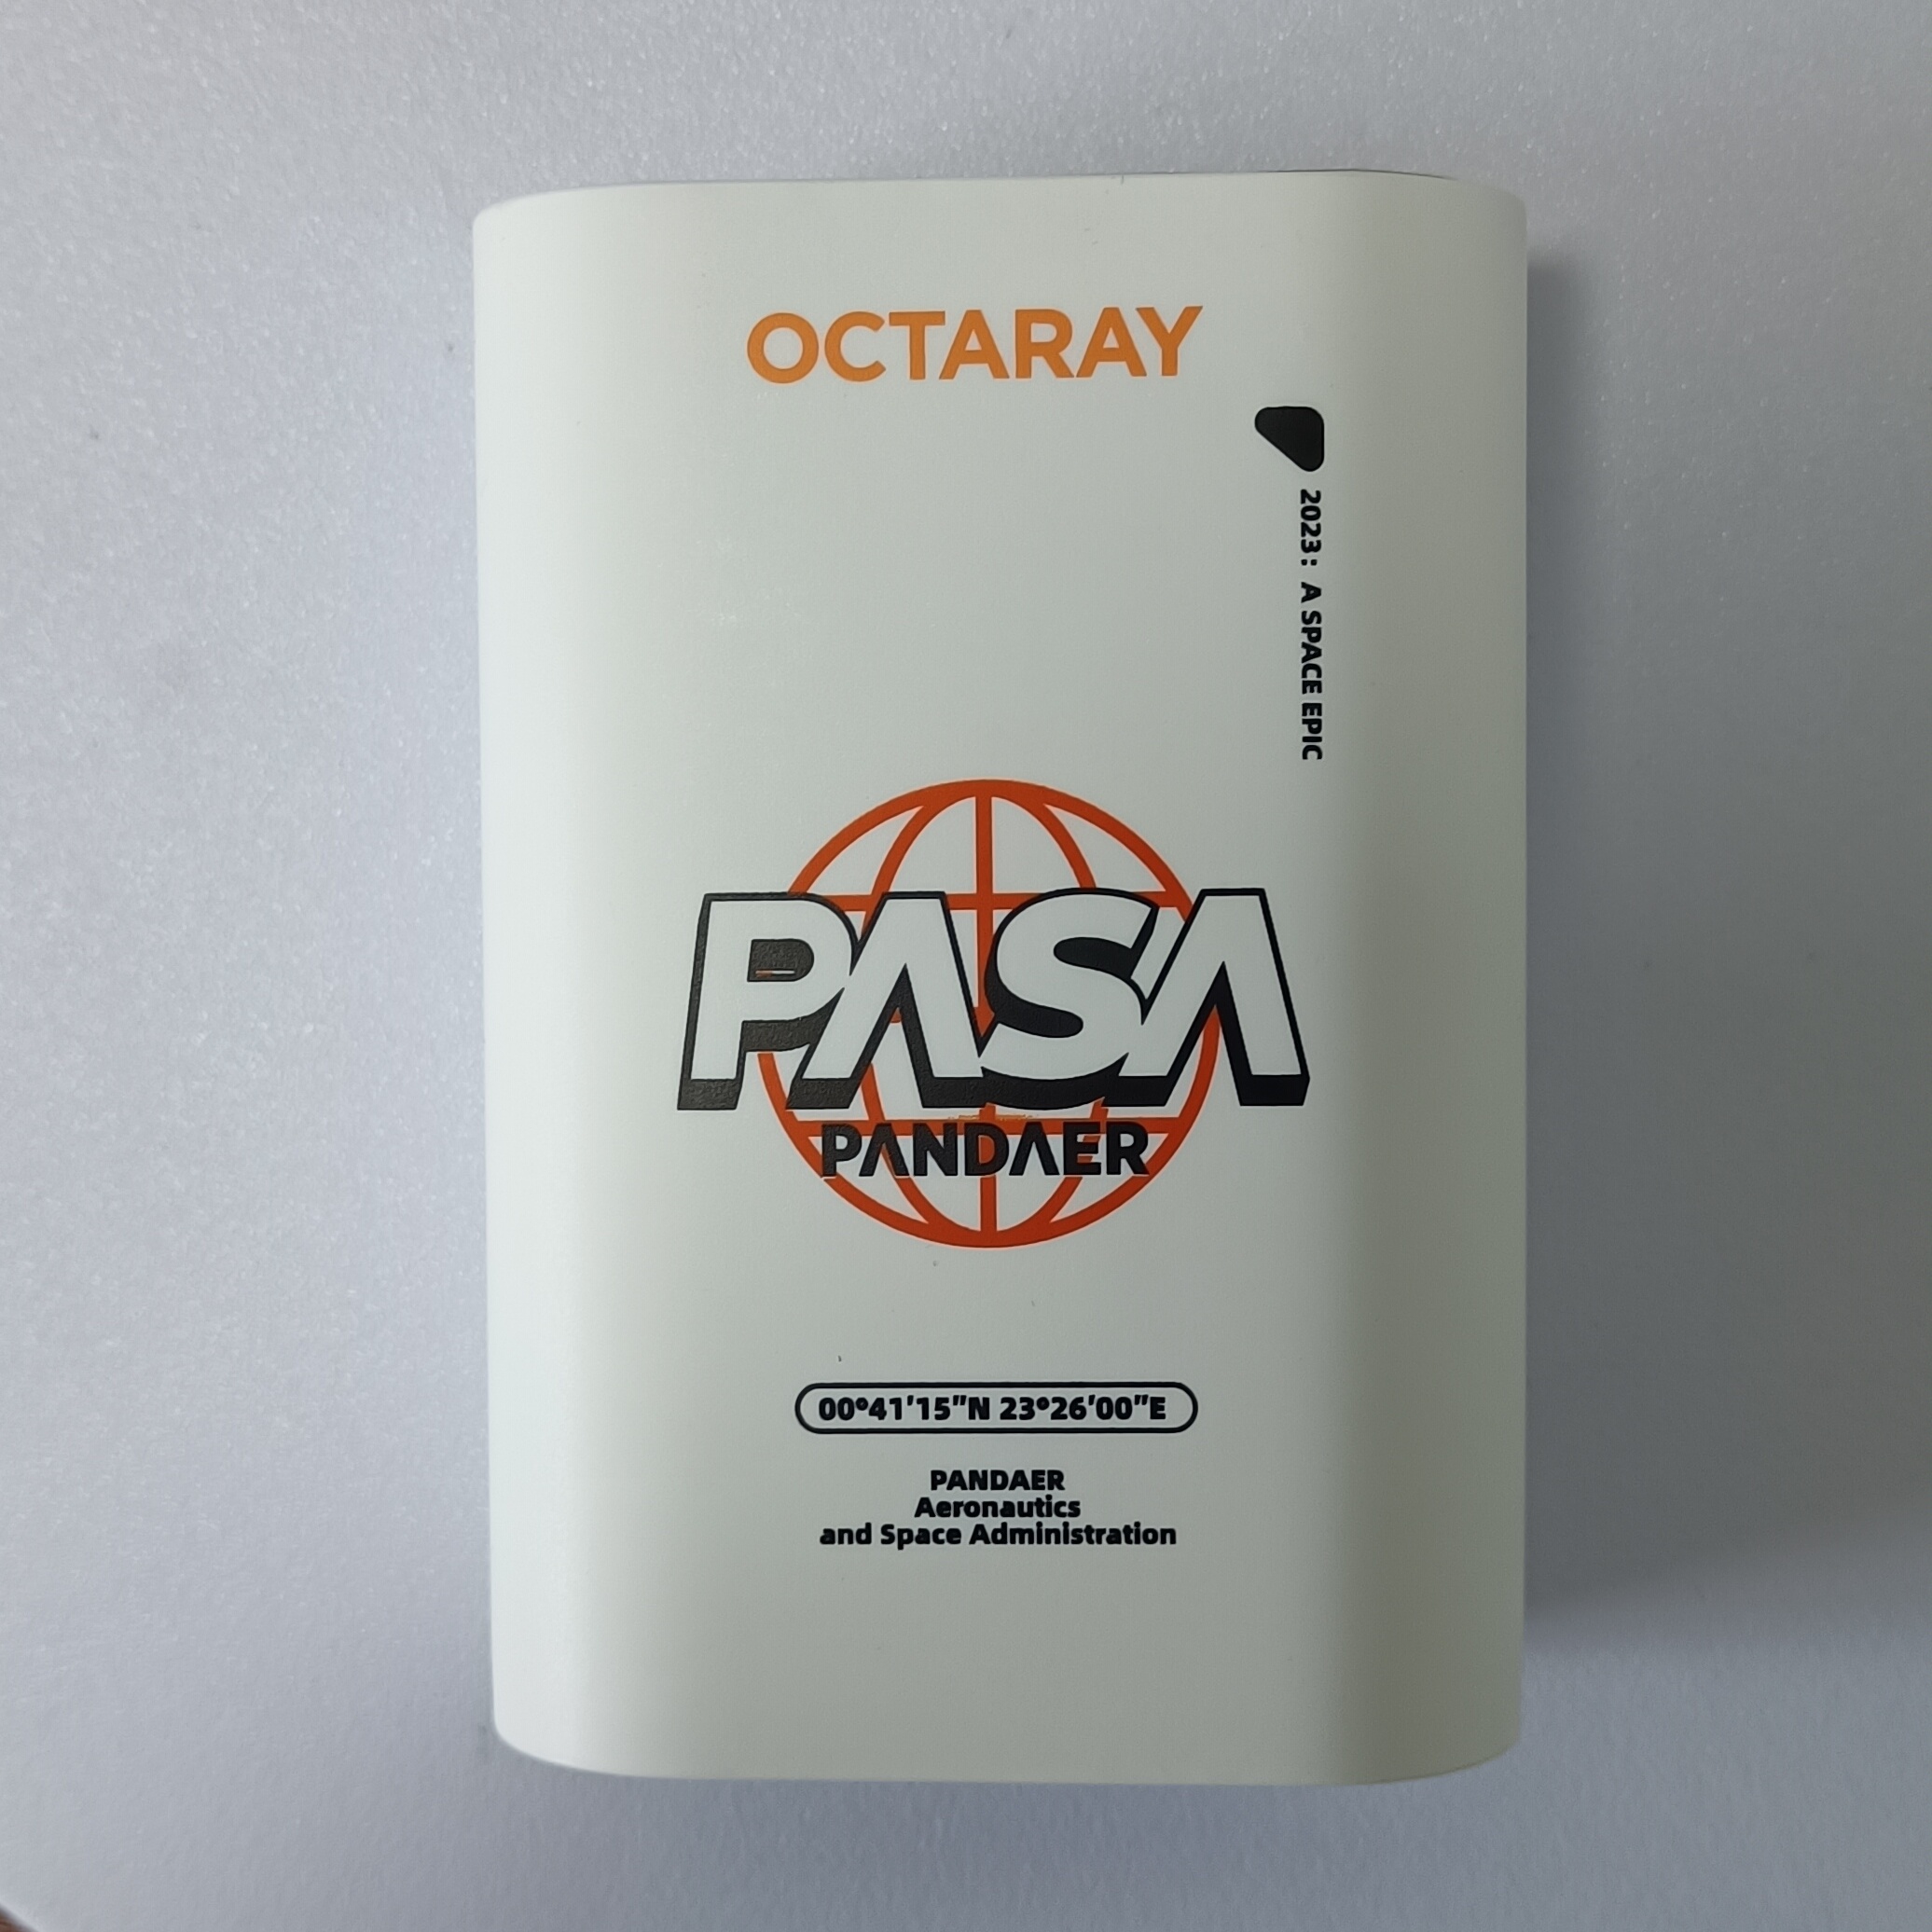 OCTARAY
2023: A SPACE EPIC
PASA
PANDAER
00°41'15"N 23°26'00"E
PANDAER
Aeronautics
and Space Administration